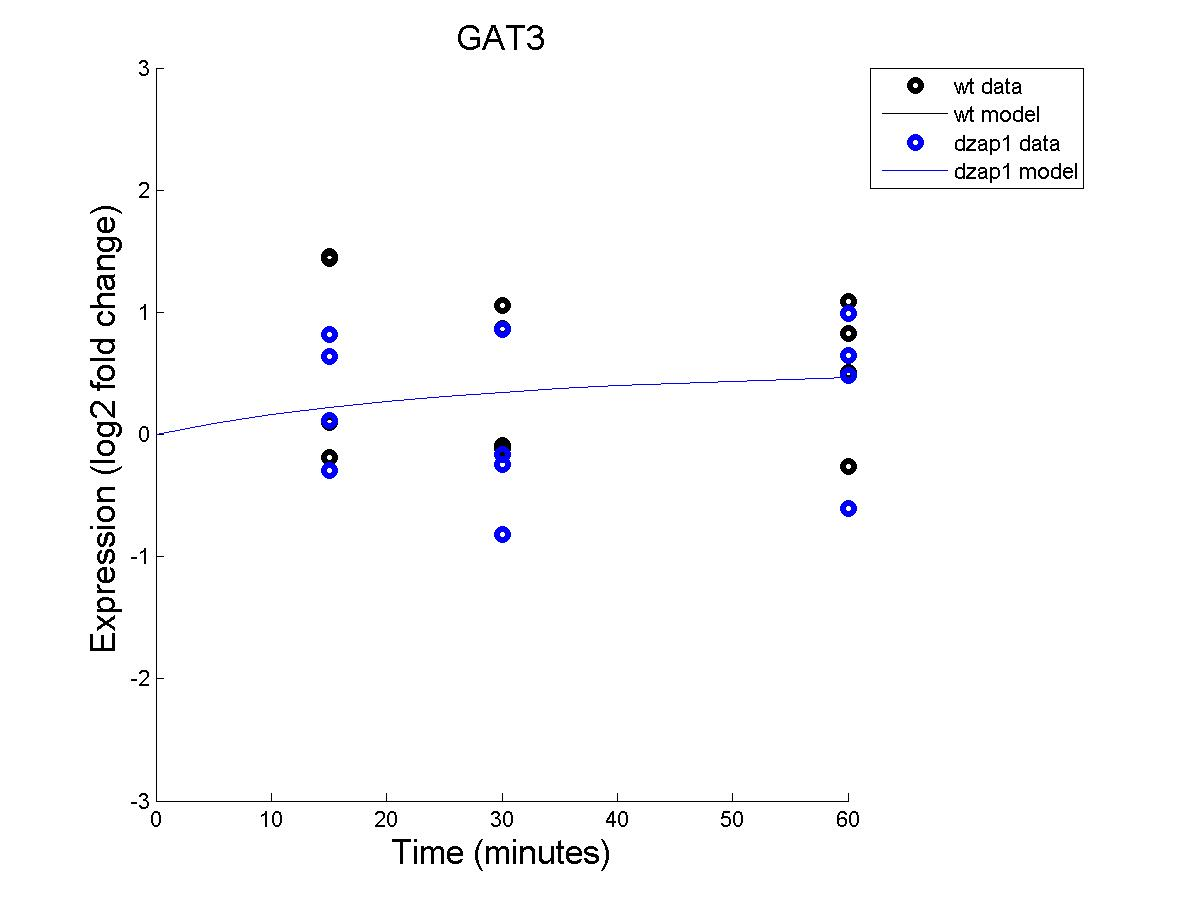 GAT3
wt data
wt model
dzap1 data
dzap1 model
3
2
1
0
-1
-2
-3
Expression (log2 fold change)
0 10 20 30 40 50 60
Time (minutes)